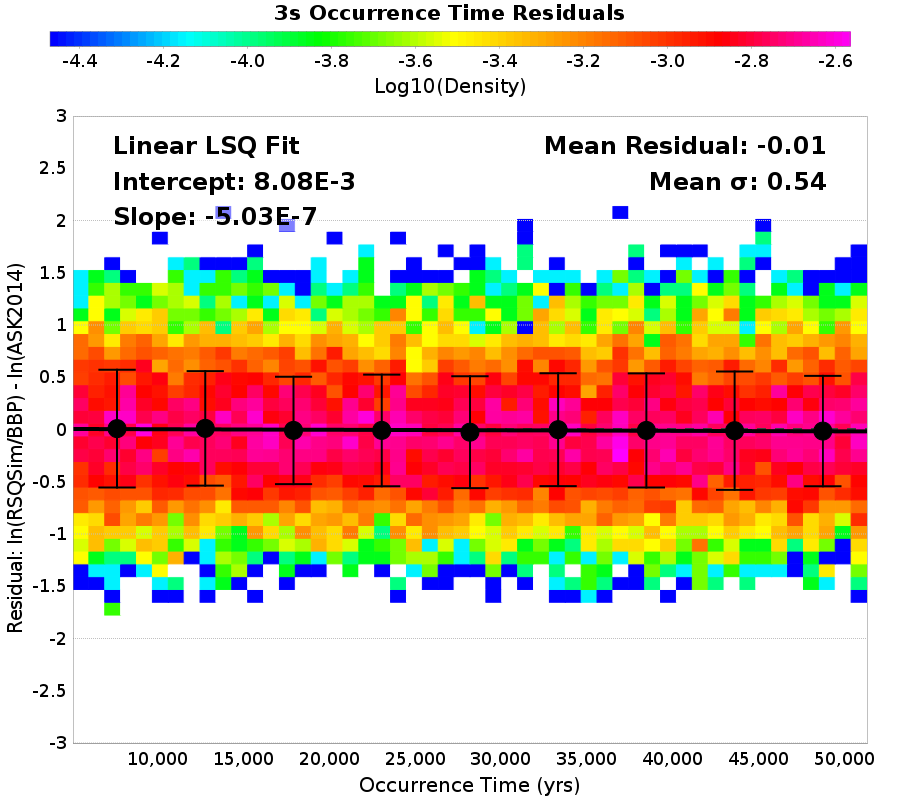 3s Occurrence Time Residuals
-4.4 -4.2 -4.0 -3.8 -3.6 -3.4 -3.2 -3.0 -2.8 -2.6
Log10(Density)
Linear LSQ Fit
Intercept: 8.08E-3
Slope: -5.03E-7
Mean Residual: -0.01
Mean σ: 0.54
Residual: ln(RSQSim/BBP) - ln(ASK2014)
3
2.5
2
1.5
1
0.5
0
-0.5
-1
-1.5
-2
-2.5
-3
10,000 15,000 20,000 25,000 30,000 35,000 40,000 45,000 50,000
Occurrence Time (yrs)